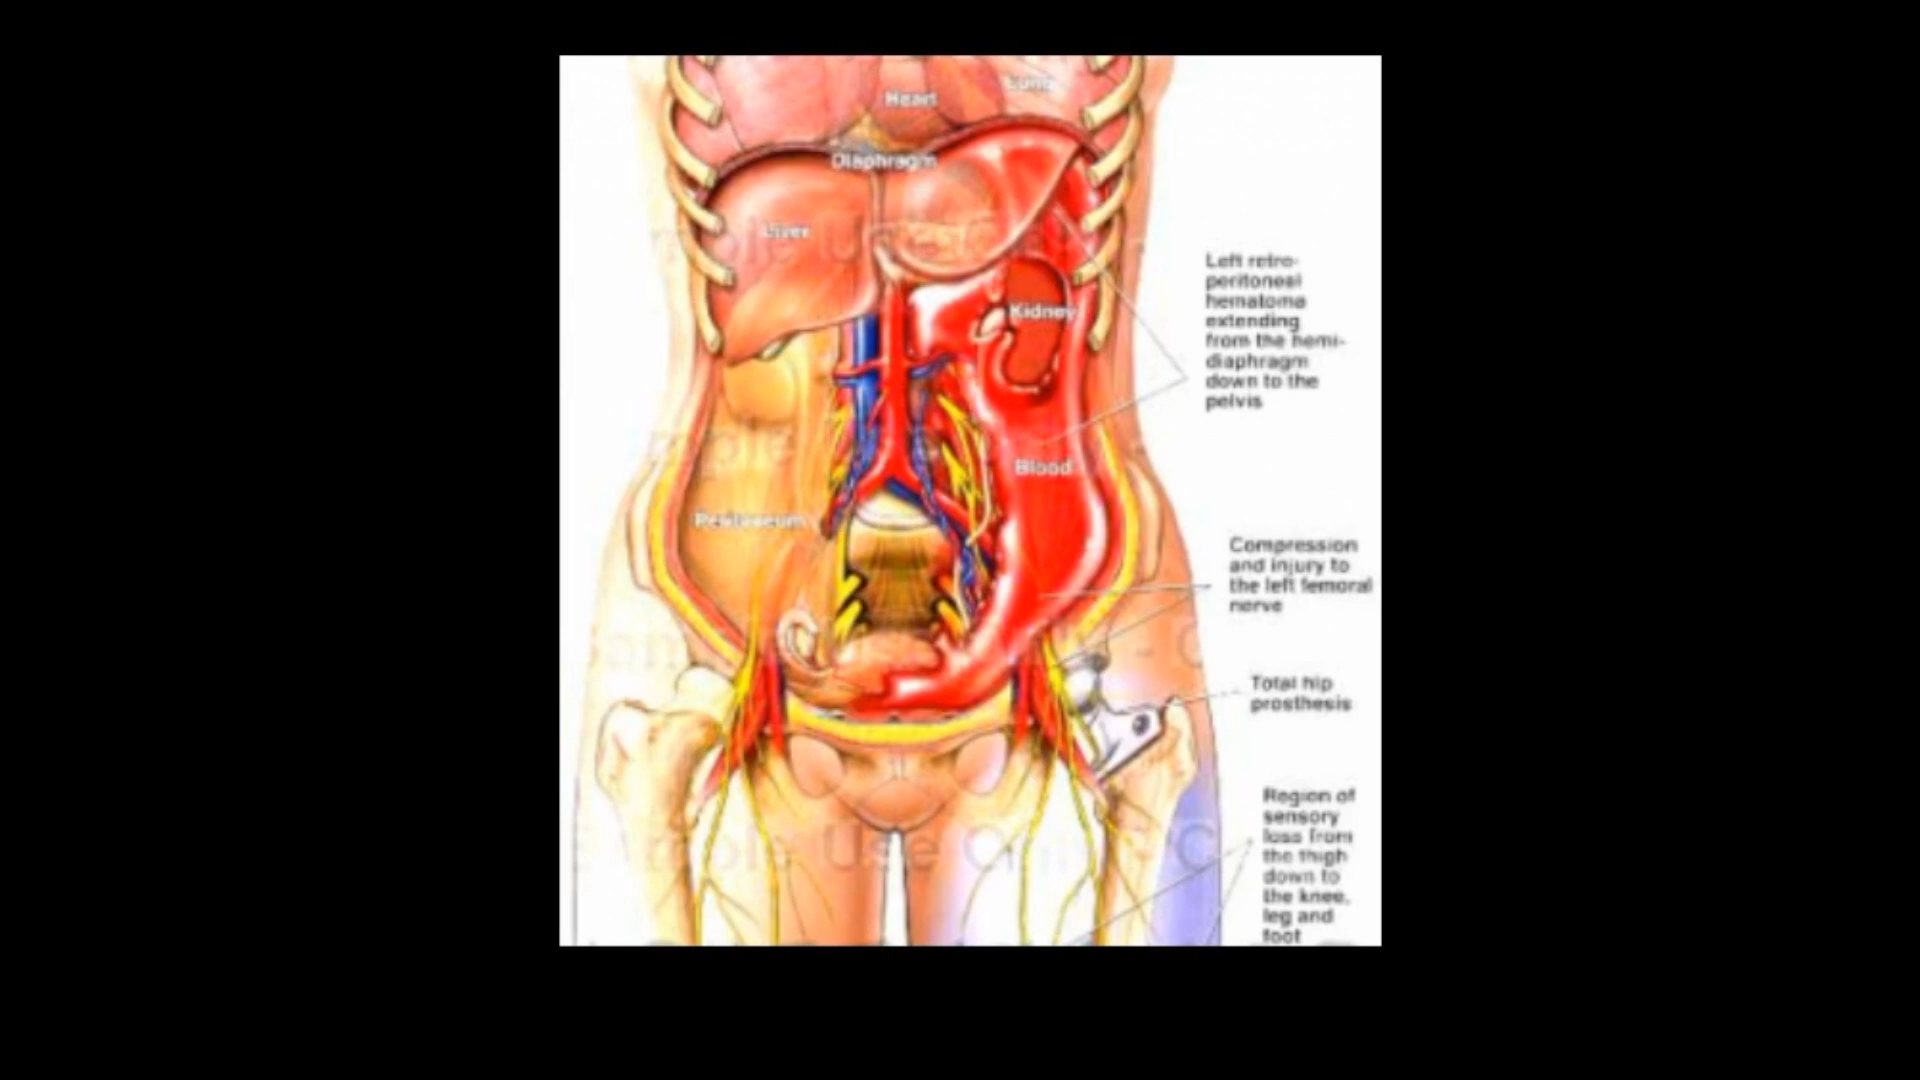 Heart
Lung
Diaphragm
Liver
Kidney
Left retro-
peritoneal
hematoma
extending
from the hemi-
diaphragm
down to the
pelvis
Blood
Peritoneum
Compression
and injury to
the left femoral
nerve
Total hip
prosthesis
Region of
sensory
loss from
the thigh
down to
the knee,
leg and
foot